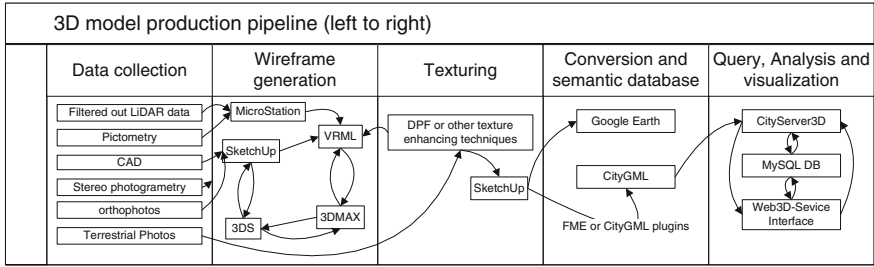 3D model production pipeline (left to right)
Data collection
Wireframe
generation
Texturing
Conversion and
semantic database
Query, Analysis and
visualization
Filtered out LiDAR data
Pictometry
CAD
Stereo photogrametry
orthophotos
Terrestrial Photos
MicroStation
SketchUp
VRML
3DS
3DMAX
DPF or other texture
enhancing techniques
SketchUp
Google Earth
CityGML
FME or CityGML plugins
CityServer3D
MySQL DB
Web3D-Sevice
Interface